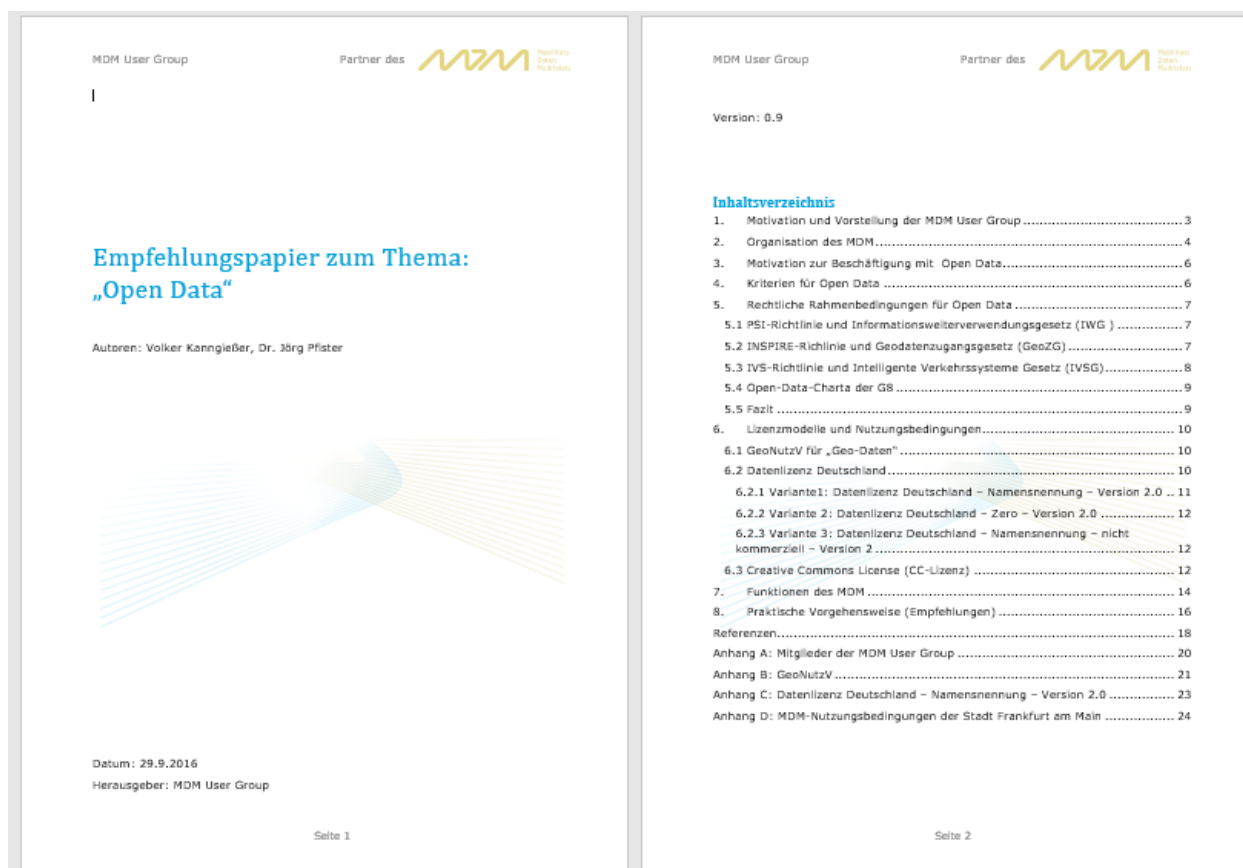 MDM User Group Partner des MDM Mobilitäts Daten Marktplatz
Empfehlungspapier zum Thema:
„Open Data“
Autoren: Volker Kanngießer, Dr. Jörg Pfister
Datum: 29.9.2016
Herausgeber: MDM User Group
Seite 1
MDM User Group Partner des MDM Mobilitäts Daten Marktplatz
Version: 0.9
Inhaltsverzeichnis
1. Motivation und Vorstellung der MDM User Group ........ 3
2. Organisation des MDM ........ 4
3. Motivation zur Beschäftigung mit Open Data ........ 6
4. Kriterien für Open Data ........ 6
5. Rechtliche Rahmenbedingungen für Open Data ........ 7
5.1 PSI-Richtlinie und Informationsweiterverwendungsgesetz (IWG ) ........ 7
5.2 INSPIRE-Richlinie und Geodatenzugangsgesetz (GeoZG) ........ 7
5.3 IVS-Richtlinie und Intelligente Verkehrssysteme Gesetz (IVSG) ........ 8
5.4 Open-Data-Charta der G8 ........ 9
5.5 Fazit ........ 9
6. Lizenzmodelle und Nutzungsbedingungen ........ 10
6.1 GeoNutzV für „Geo-Daten“ ........ 10
6.2 Datenlizenz Deutschland ........ 10
6.2.1 Variante1: Datenlizenz Deutschland – Namensnennung – Version 2.0 .. 11
6.2.2 Variante 2: Datenlizenz Deutschland – Zero – Version 2.0 ........ 12
6.2.3 Variante 3: Datenlizenz Deutschland – Namensnennung – nicht
kommerziell – Version 2 ........ 12
6.3 Creative Commons License (CC-Lizenz) ........ 12
7. Funktionen des MDM ........ 14
8. Praktische Vorgehensweise (Empfehlungen) ........ 16
Referenzen ........ 18
Anhang A: Mitglieder der MDM User Group ........ 20
Anhang B: GeoNutzV ........ 21
Anhang C: Datenlizenz Deutschland – Namensnennung – Version 2.0 ........ 23
Anhang D: MDM-Nutzungsbedingungen der Stadt Frankfurt am Main ........ 24
Seite 2